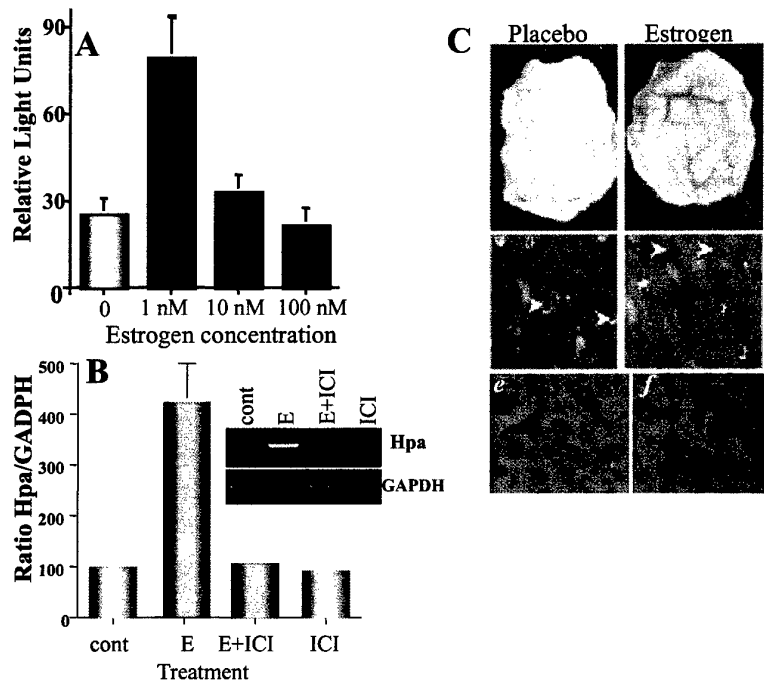 A
Relative Light Units
90
60
30
0
0 1 nM 10 nM 100 nM
Estrogen concentration
B
Ratio Hpa/GADPH
500
400
300
200
100
0
cont E E+ICI ICI
Hpa
GAPDH
cont E E+ICI ICI
Treatment
C
Placebo Estrogen
e f